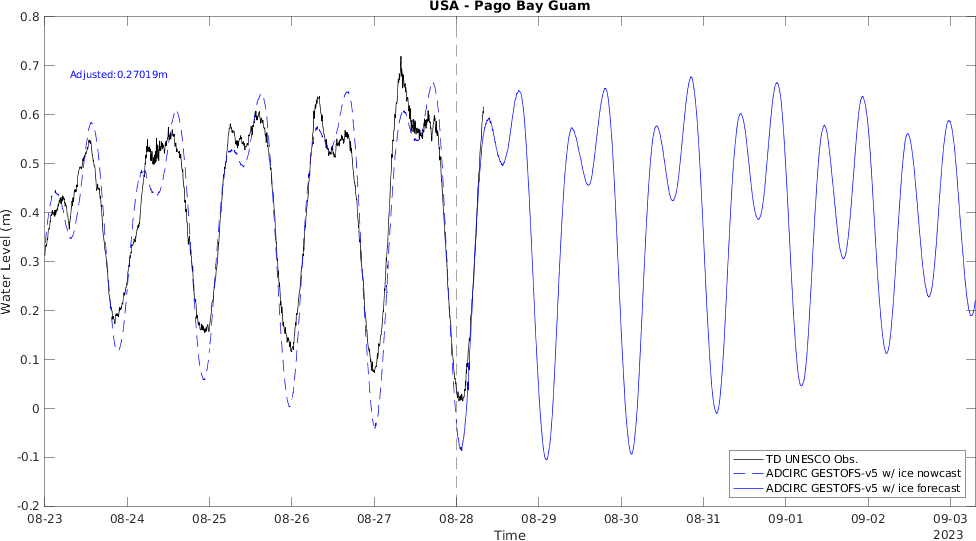 USA - Pago Bay Guam
0.8
0.7
0.6
0.5
0.4
0.3
0.2
0.1
0
-0.1
-0.2
Water Level (m)
Adjusted:0.27019m
TD UNESCO Obs.
ADCIRC GESTOFS-v5 w/ ice nowcast
ADCIRC GESTOFS-v5 w/ ice forecast
08-23 08-24 08-25 08-26 08-27 08-28 08-29 08-30 08-31 09-01 09-02 09-03
2023
Time